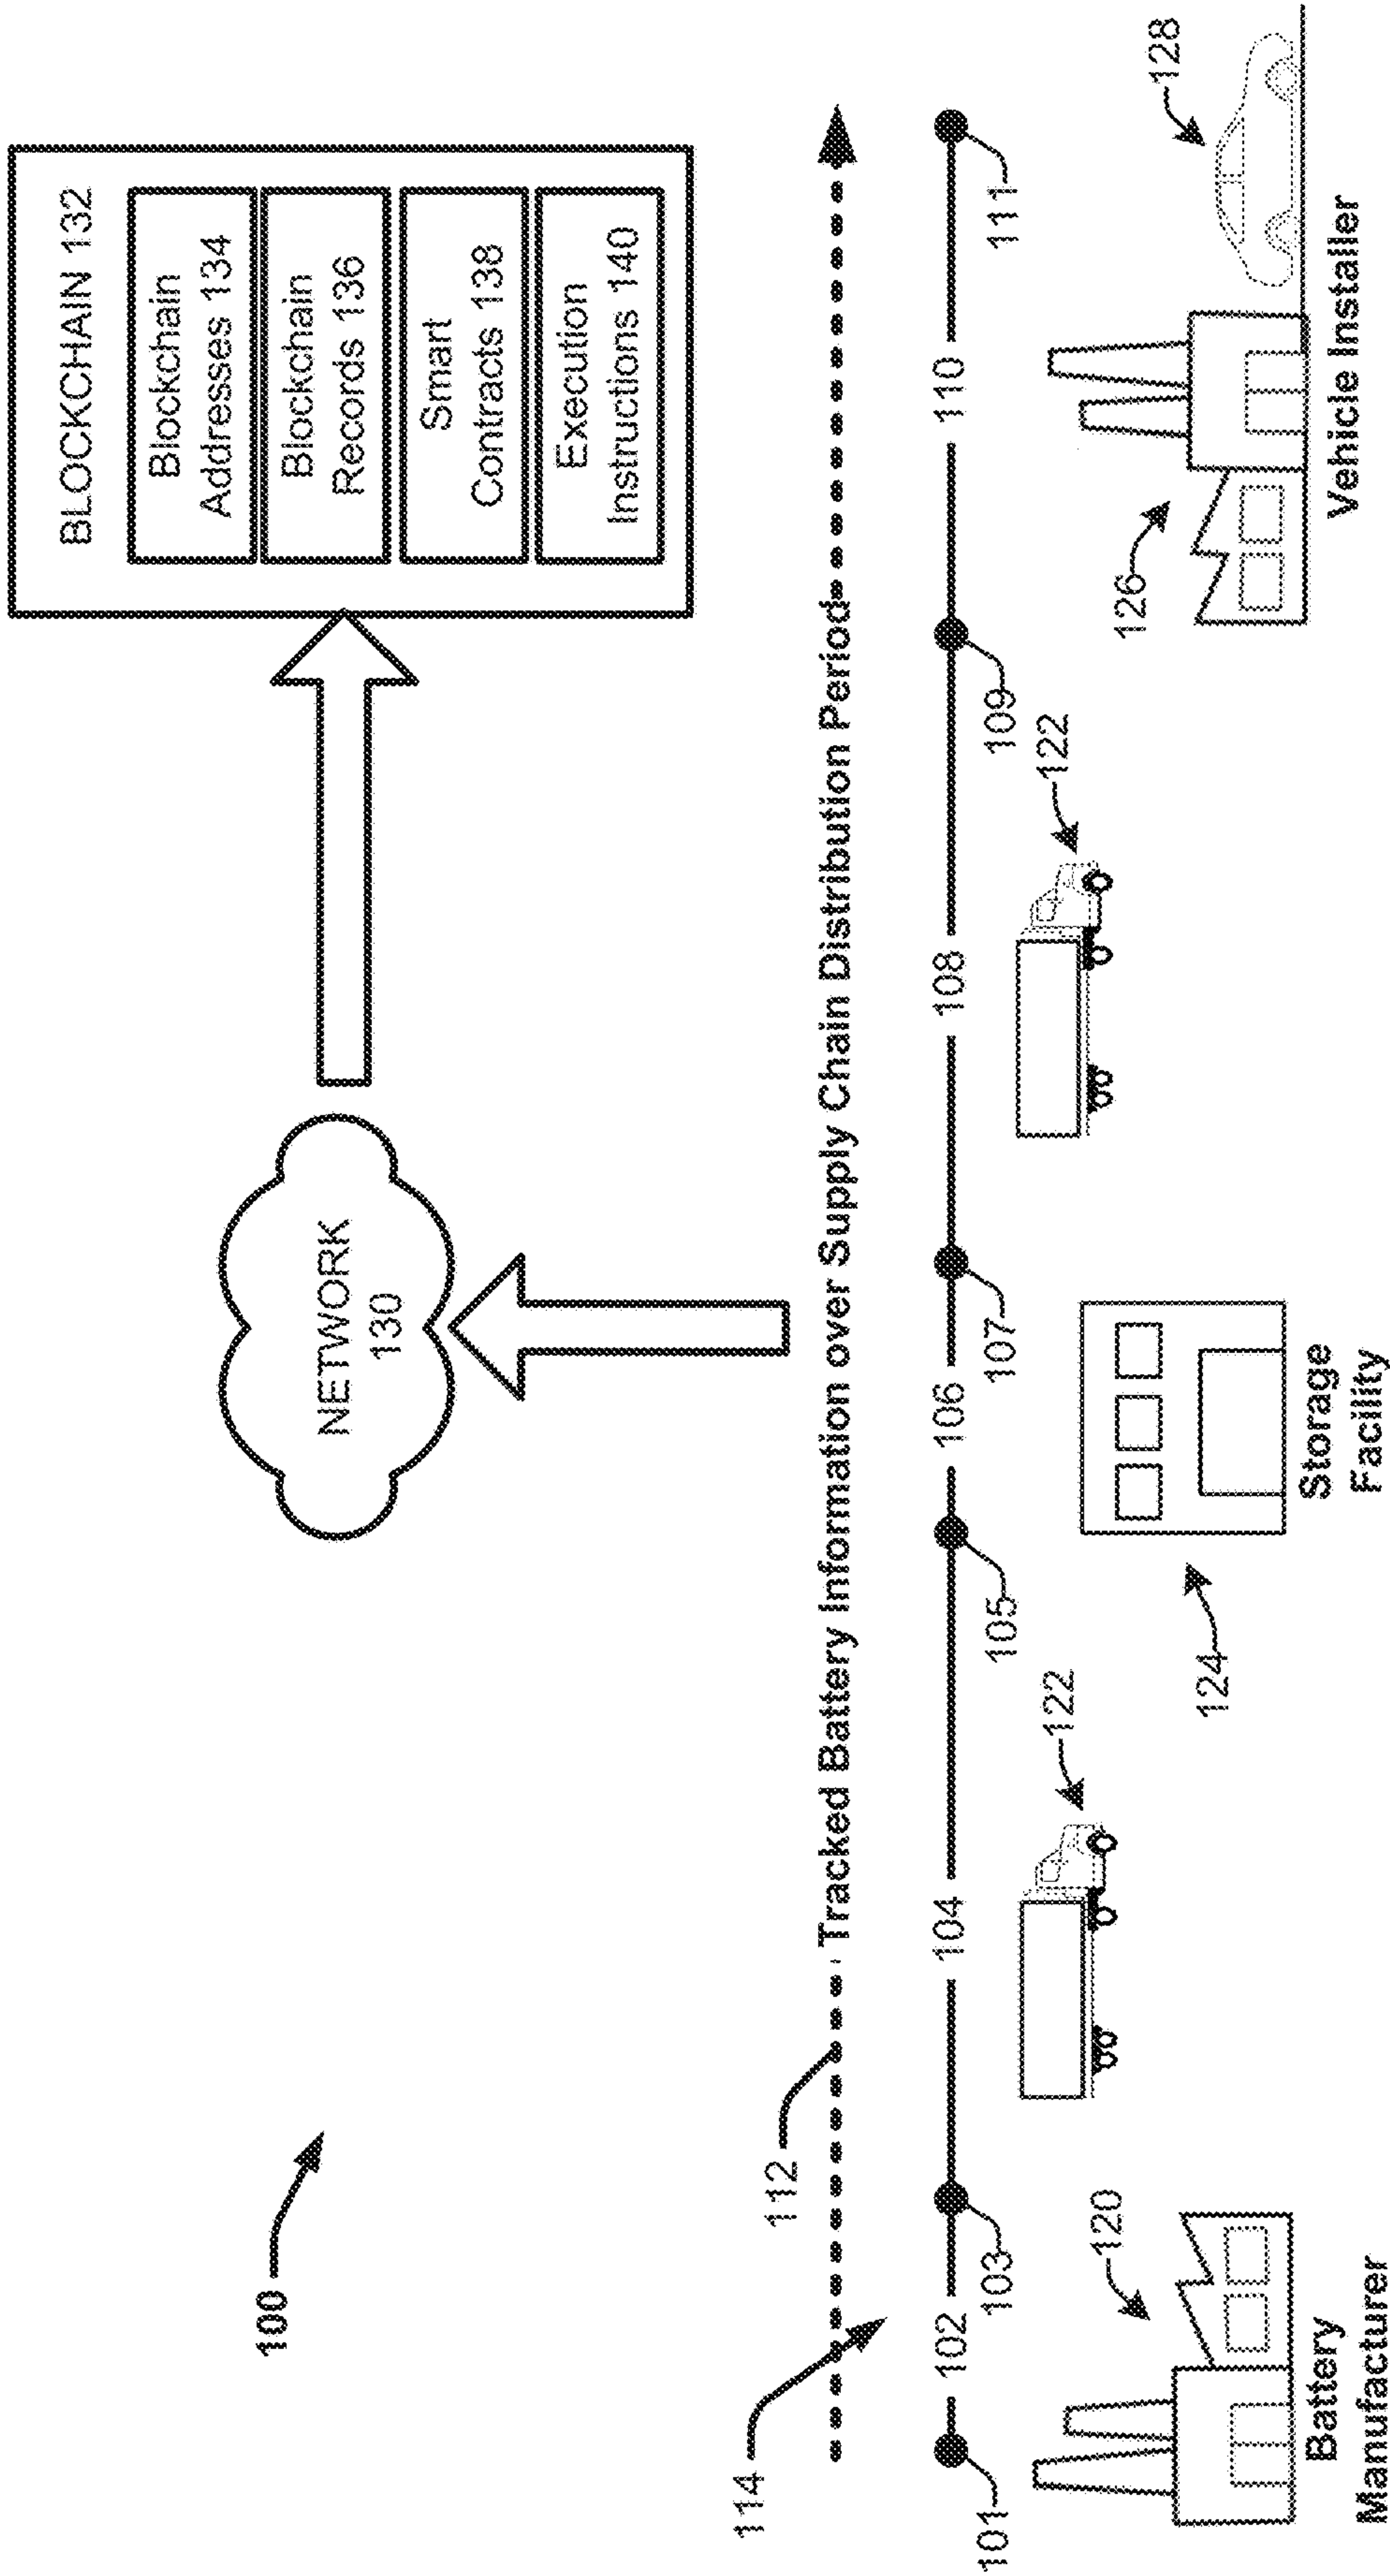 100
NETWORK
130
BLOCKCHAIN 132
Blockchain
Addresses 134
Blockchain
Records 136
Smart
Contracts 138
Execution
Instructions 140
112
Tracked Battery Information over Supply Chain Distribution Period
114
102
104
106
108
110
101
103
105
107
109
111
120
122
124
122
126
128
Battery
Manufacturer
Storage
Facility
Vehicle Installer